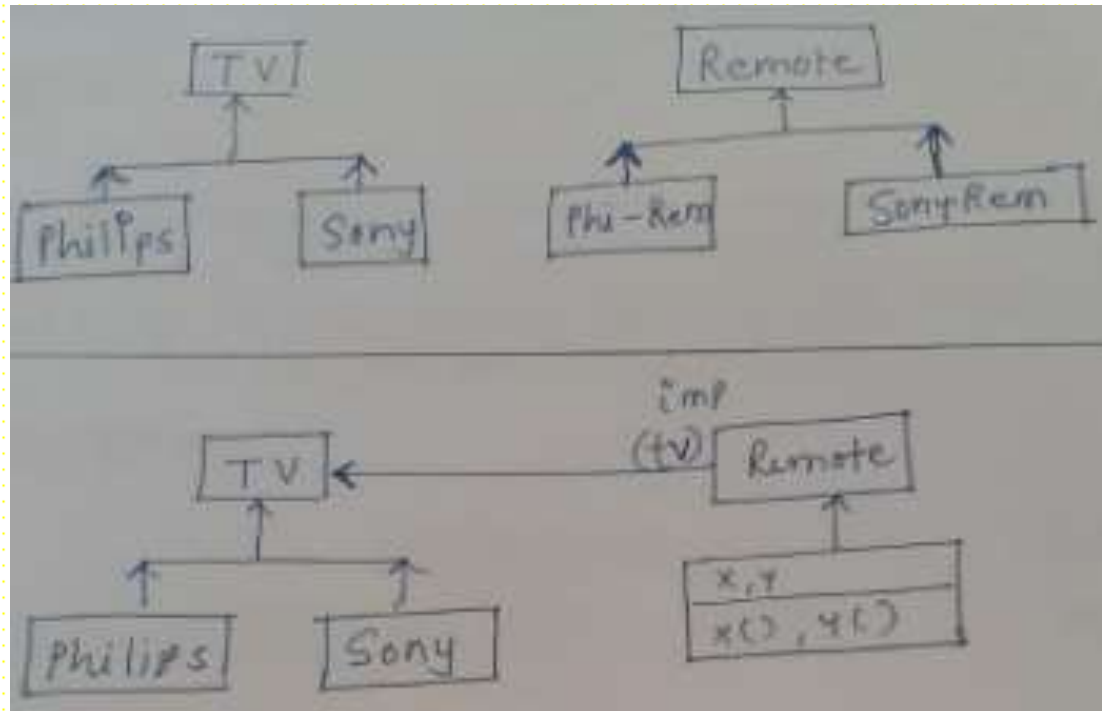 TV Remote
Philips Sony Phi-Rem SonyRem
imp
TV (tv) Remote
x, y
Philips Sony x(), y()